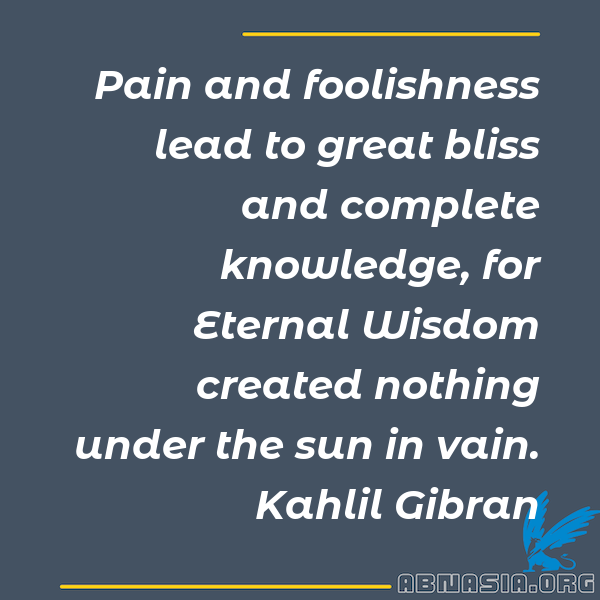 Pain and foolishness
lead to great bliss
and complete
knowledge, for
Eternal Wisdom
created nothing
under the sun in vain.
Kahlil Gibran
ABNASIA.ORG